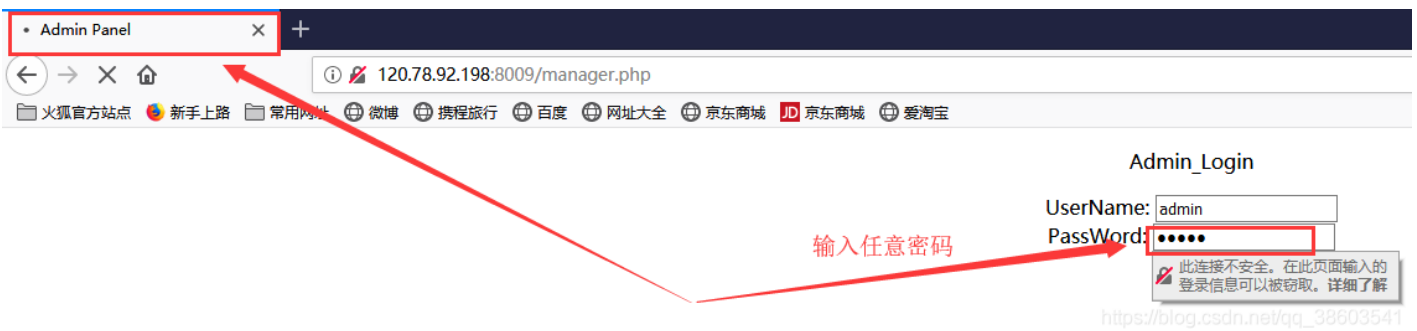 Admin Panel
120.78.92.198:8009/manager.php
火狐官方站点 新手上路 常用网址 微博 携程旅行 百度 网址大全 京东商城 JD 京东商城 爱淘宝
Admin_Login
UserName: admin
PassWord: •••••
输入任意密码
此连接不安全。在此页面输入的
登录信息可以被窃取。详细了解
https://blog.csdn.net/qq_38603541